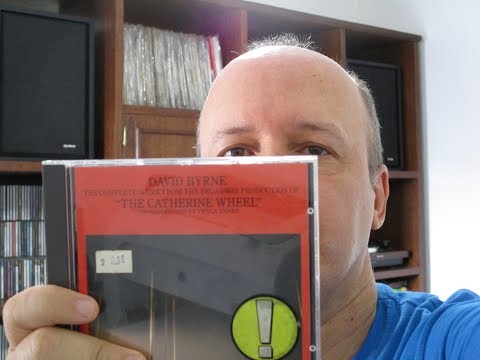 DAVID BYRNE
THE COMPLETE SCORE FROM THE BROADWAY PRODUCTION OF
"THE CATHERINE WHEEL"
CHOREOGRAPHED BY TWYLA THARP
!